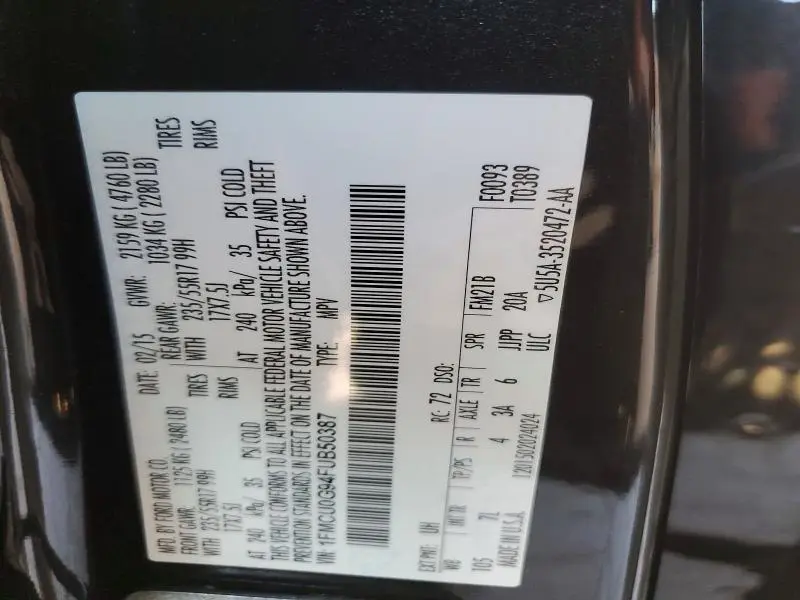 MFD. BY FORD MOTOR CO.
DATE: 02/15 GVWR: 2159 KG ( 4760 LB)
FRONT GAWR: 1125 KG ( 2480 LB) REAR GAWR: 1034 KG ( 2280 LB)
WITH 235/55R17 99H TIRES WITH 235/55R17 99H TIRES
17X7.5J RIMS 17X7.5J RIMS
AT 240 kPa/ 35 PSI COLD AT 240 kPa/ 35 PSI COLD
THIS VEHICLE CONFORMS TO ALL APPLICABLE FEDERAL MOTOR VEHICLE SAFETY AND THEFT
PREVENTION STANDARDS IN EFFECT ON THE DATE OF MANUFACTURE SHOWN ABOVE.
VIN: 1FMCU0G94FUB50387 TYPE: MPV
F0093
T0389
EXT PNT: UH RC: 72 DSO: FM21B
WB INT TR TP/PS R AXLE TR SPR
T05 7L 4 3A 6 JJPP 20A
MADE IN U.S.A. 1201502024024 ULC ▽5U5A-3520472-AA